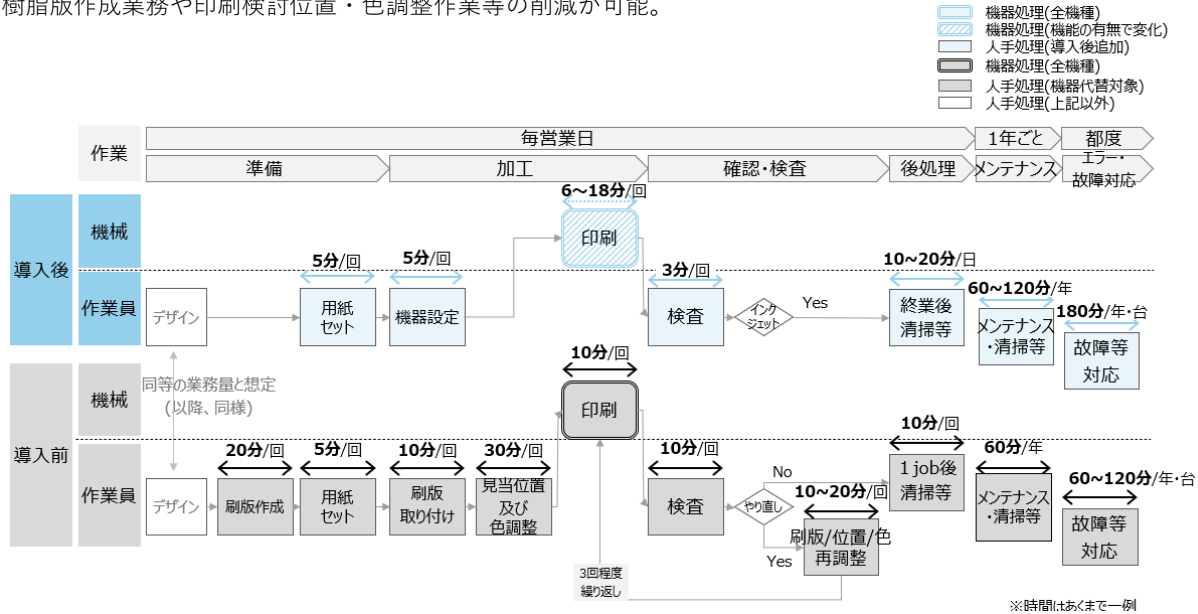 樹脂版作成業務や印刷検討位置・色調整作業等の削減が可能。
機器処理(全機種)
機器処理(機能の有無で変化)
人手処理(導入後追加)
機器処理(全機種)
人手処理(機器代替対象)
人手処理(上記以外)
作業
毎営業日
1年ごと
都度
準備
加工
確認・検査
後処理
メンテナンス
エラー・
故障対応
導入後
機械
6～18分/回
印刷
作業員
デザイン
5分/回
用紙
セット
5分/回
機器設定
3分/回
検査
インク
ジェット
Yes
10~20分/日
終業後
清掃等
60~120分/年
メンテナンス
・清掃等
180分/年・台
故障等
対応
同等の業務量と想定
(以降、同様)
導入前
機械
10分/回
印刷
作業員
デザイン
20分/回
刷版作成
5分/回
用紙
セット
10分/回
刷版
取り付け
30分/回
見当位置
及び
色調整
10分/回
検査
やり直し
No
Yes
10~20分/回
刷版/位置/色
再調整
3回程度
繰り返し
10分/回
1 job後
清掃等
60分/年
メンテナンス
・清掃等
60~120分/年・台
故障等
対応
※時間はあくまで一例